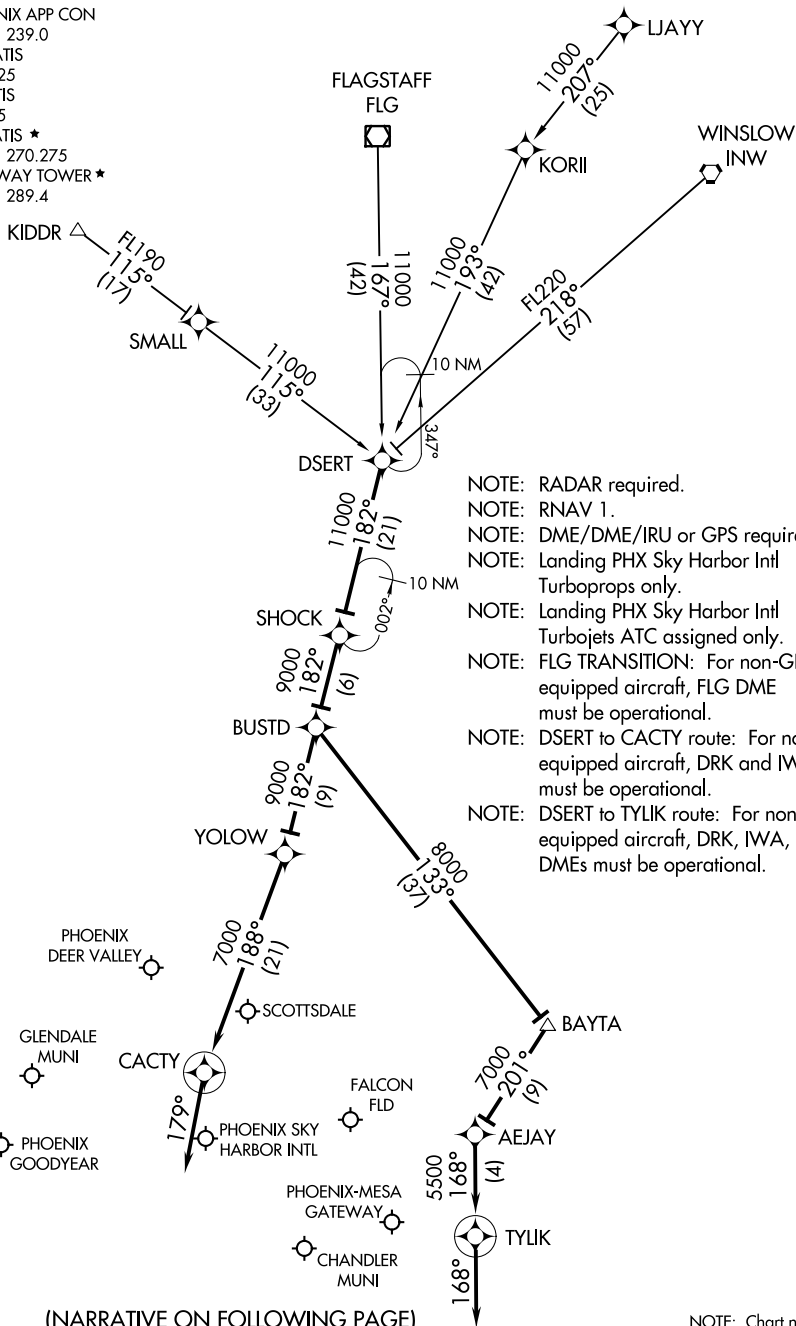 NIX APP CON
239.0
ATIS
25
TIS
5
ATIS ★
270.275
WAY TOWER ★
289.4
LJAYY
11000
207°
(25)
FLAGSTAFF
FLG
KORII
WINSLOW
INW
KIDDR
FL190
115°
(17)
11000
167°
(42)
11000
193°
(42)
FL220
218°
(57)
SMALL
11000
115°
(33)
10 NM
347°
DSERT
11000
182°
(21)
NOTE: RADAR required.
NOTE: RNAV 1.
NOTE: DME/DME/IRU or GPS requir
NOTE: Landing PHX Sky Harbor Intl
Turboprops only.
NOTE: Landing PHX Sky Harbor Intl
Turbojets ATC assigned only.
NOTE: FLG TRANSITION: For non-G
equipped aircraft, FLG DME
must be operational.
NOTE: DSERT to CACTY route: For no
equipped aircraft, DRK and IW
must be operational.
NOTE: DSERT to TYLIK route: For non
equipped aircraft, DRK, IWA,
DMEs must be operational.
10 NM
002°
SHOCK
9000
182°
(6)
BUSTD
9000
182°
(9)
YOLOW
8000
133°
(37)
7000
188°
(21)
PHOENIX
DEER VALLEY
SCOTTSDALE
BAYTA
GLENDALE
MUNI
CACTY
7000
201°
(9)
179°
FALCON
FLD
PHOENIX SKY
HARBOR INTL
AEJAY
PHOENIX
GOODYEAR
5500
168°
(4)
PHOENIX-MESA
GATEWAY
TYLIK
CHANDLER
MUNI
168°
(NARRATIVE ON FOLLOWING PAGE)
NOTE: Chart n